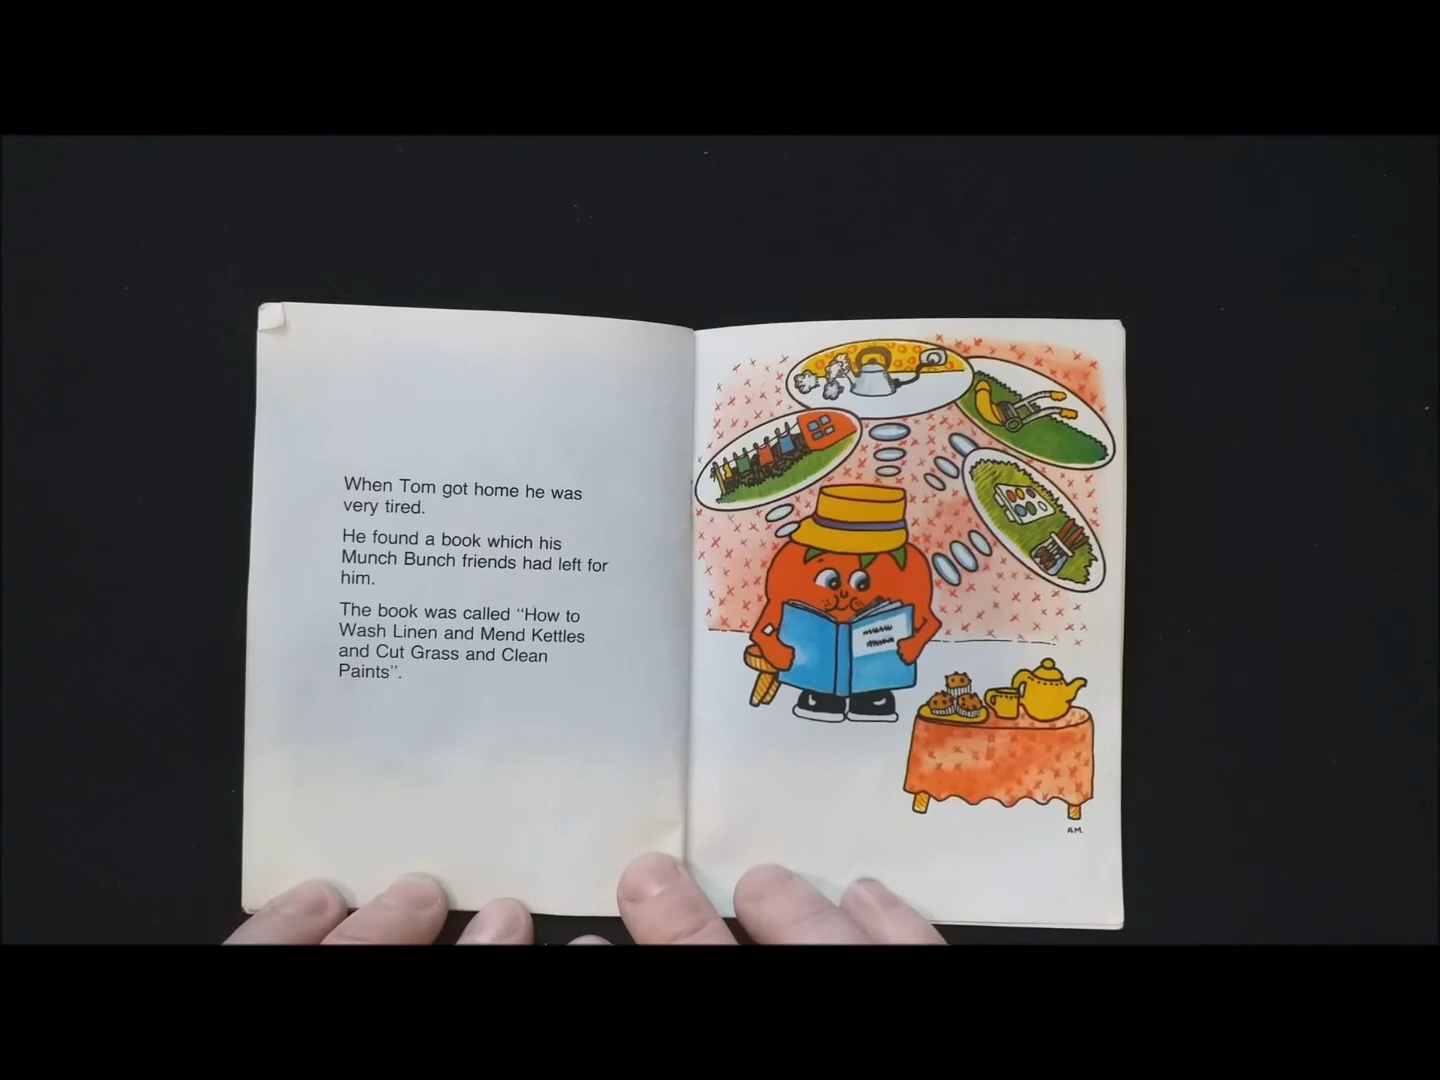 When Tom got home he was
very tired.
He found a book which his
Munch Bunch friends had left for
him.
The book was called "How to
Wash Linen and Mend Kettles
and Cut Grass and Clean
Paints".
A.M.